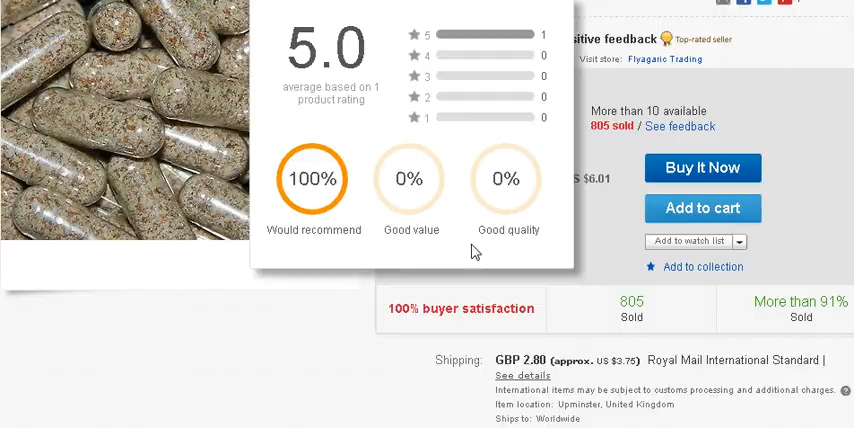 5.0
average based on 1
product rating
5 1
4 0
3 0
2 0
1 0
100%
Would recommend
0%
Good value
0%
Good quality
sitive feedback Top-rated seller
Visit store: Flyagaric Trading
More than 10 available
805 sold / See feedback
S $6.01
Buy It Now
Add to cart
Add to watch list
Add to collection
100% buyer satisfaction
805
Sold
More than 91%
Sold
Shipping: GBP 2.80 (approx. US $3.75) Royal Mail International Standard |
See details
International items may be subject to customs processing and additional charges.
Item location: Upminster, United Kingdom
Ships to: Worldwide